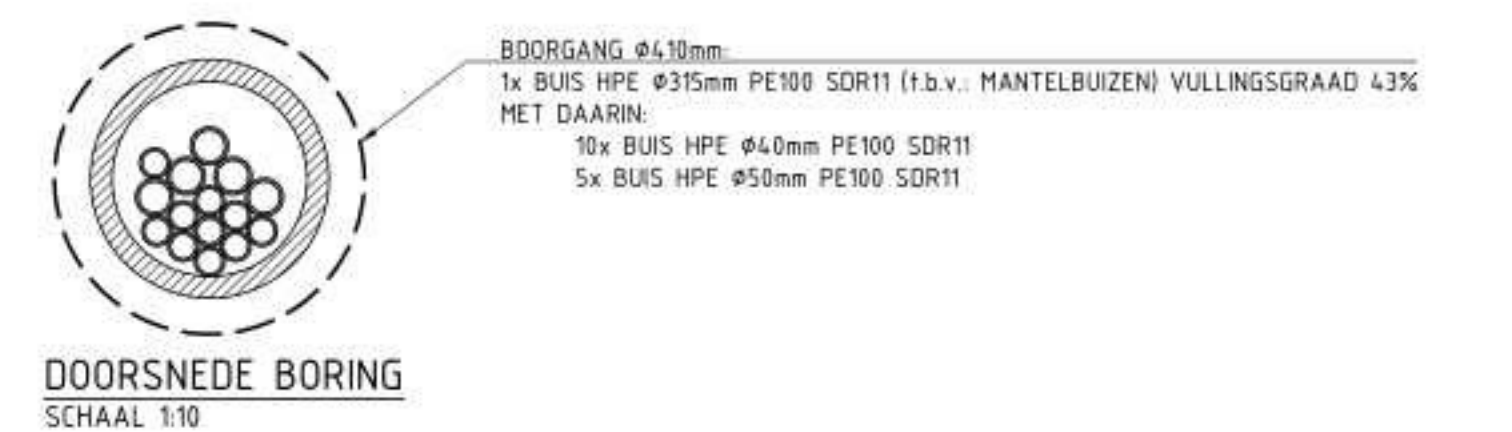 BOORGANG Ø410mm:
1x BUIS HPE Ø315mm PE100 SDR11 (t.b.v.: MANTELBUIZEN) VULLINGSGRAAD 43%
MET DAARIN:
10x BUIS HPE Ø40mm PE100 SDR11
5x BUIS HPE Ø50mm PE100 SDR11
DOORSNEDE BORING
SCHAAL 1:10